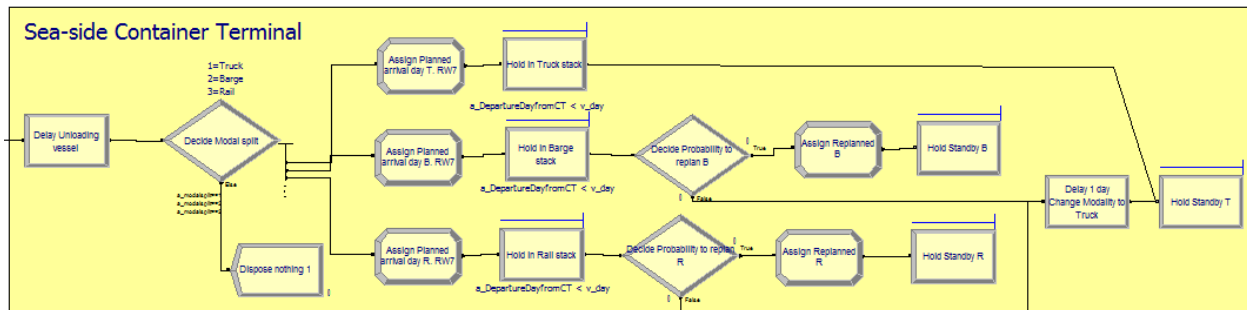 Sea-side Container Terminal
1=Truck
2=Barge
3=Rail
Delay Unloading
vessel
Decide Modal split
Else
a_modalsplit==1
a_modalsplit==2
a_modalsplit==3
Dispose nothing 1
Assign Planned
arrival day T. RW7
Hold in Truck stack
a_DepartureDayfromCT < v_day
Assign Planned
arrival day B. RW7
Hold in Barge
stack
a_DepartureDayfromCT < v_day
Decide Probability to
replan B
True
False
Assign Replanned
B
Hold Standby B
Assign Planned
arrival day R. RW7
Hold in Rail stack
a_DepartureDayfromCT < v_day
Decide Probability to replan
R
True
False
Assign Replanned
R
Hold Standby R
Delay 1 day
Change Modality to
Truck
Hold Standby T